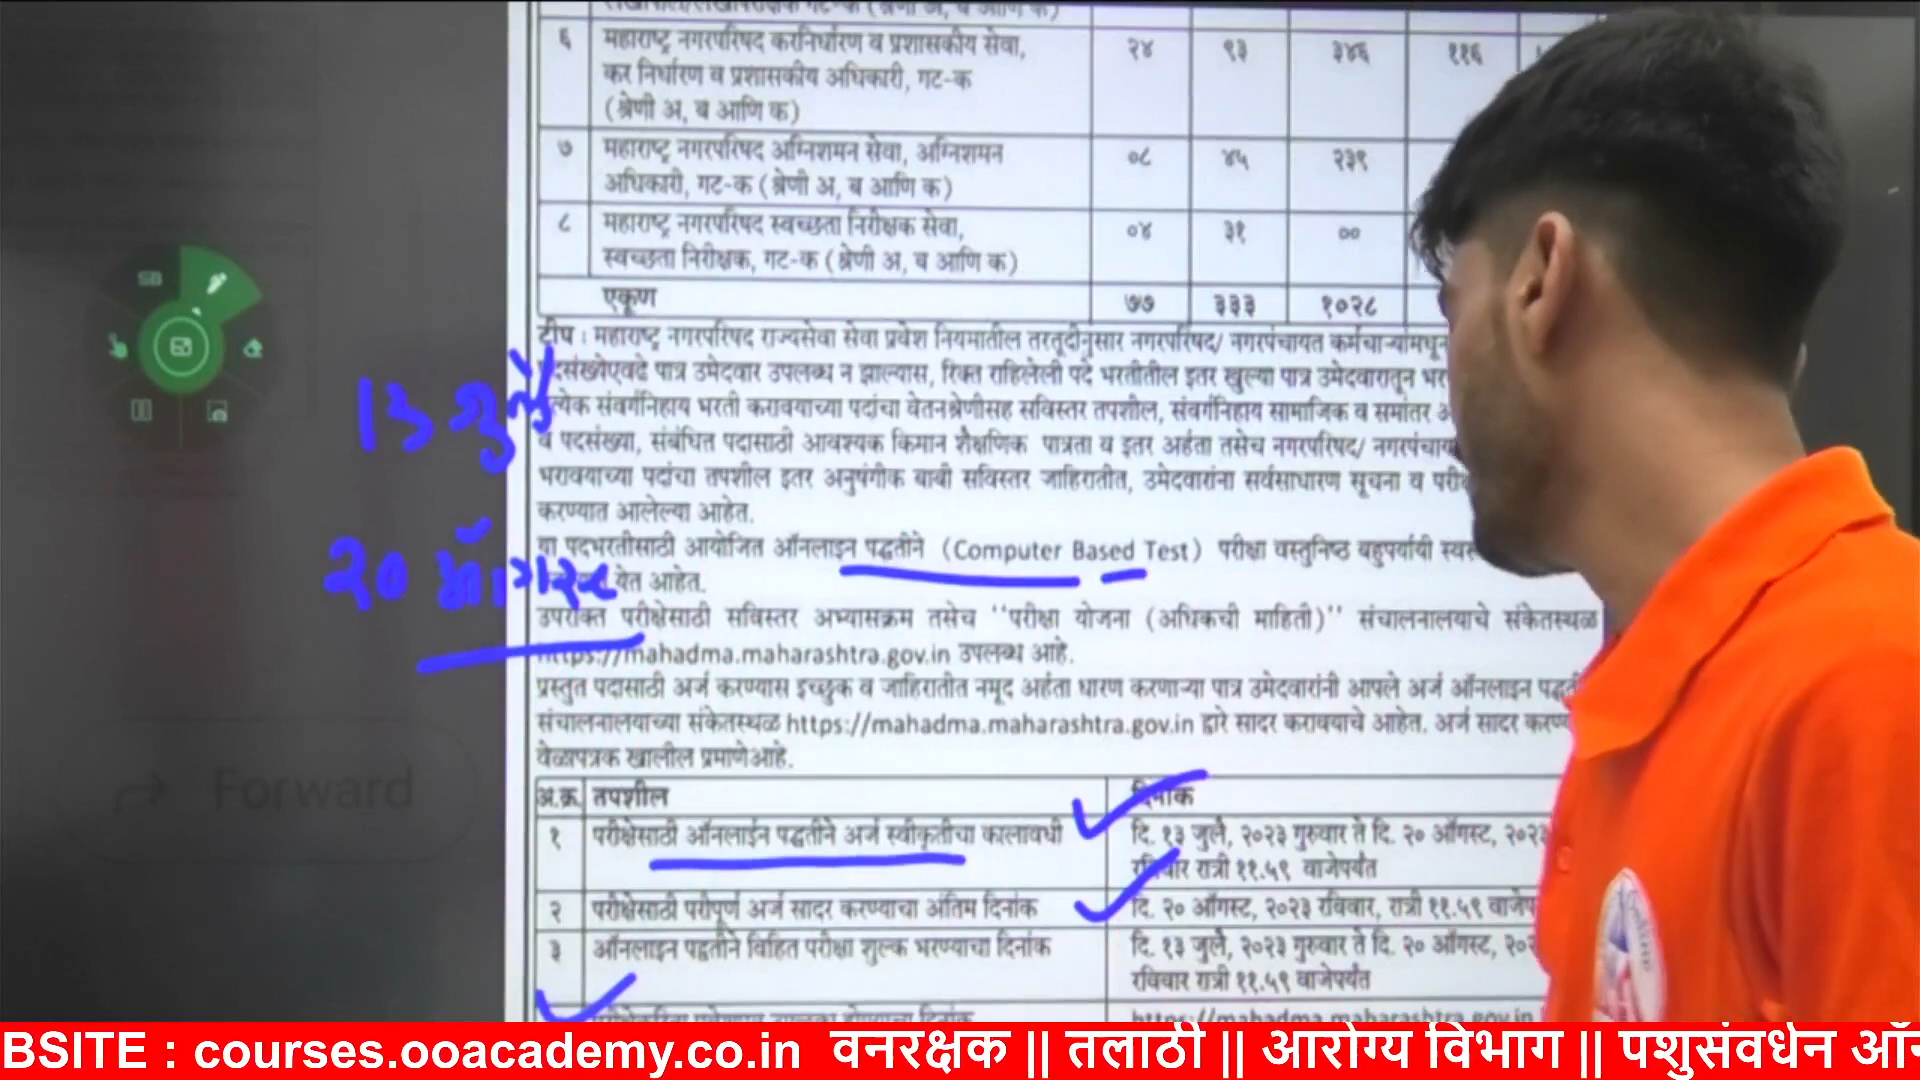 ६ महाराष्ट्र नगरपरिषद करनिर्धारण व प्रशासकीय सेवा, २४ ९३ ३४६ ११६
कर निर्धारण व प्रशासकीय अधिकारी, गट-क
(श्रेणी अ, ब आणि क)
७ महाराष्ट्र नगरपरिषद अग्निशमन सेवा, अग्निशमन ०८ ४५ २३९
अधिकारी, गट-क (श्रेणी अ, ब आणि क)
८ महाराष्ट्र नगरपरिषद स्वच्छता निरीक्षक सेवा, ०४ ३१ ००
स्वच्छता निरीक्षक, गट-क (श्रेणी अ, ब आणि क)
एकूण ७७ ३३३ १०२८
टीप : महाराष्ट्र नगरपरिषद राज्यसेवा सेवा प्रवेश नियमातील तरतूदीनुसार नगरपरिषद/ नगरपंचायत कर्मचाऱ्यांमधून
पदसंख्येएवढे पात्र उमेदवार उपलब्ध न झाल्यास, रिक्त राहिलेली पदे भरतीतील इतर खुल्या पात्र उमेदवारातून
संवर्गनिहाय भरती करावयाच्या पदांचा वेतनश्रेणीसह सविस्तर तपशील, संवर्गनिहाय सामाजिक व समांतर
व पदसंख्या, संबंधित पदासाठी आवश्यक किमान शैक्षणिक पात्रता व इतर अर्हता तसेच नगरपरिषद/
भरावयाच्या पदांचा तपशील इतर अनुषंगीक बाबी सविस्तर जाहिरातीत, उमेदवारांना सर्वसाधारण सूचना व
करण्यात आलेल्या आहेत.
या पदभरतीसाठी आयोजित ऑनलाइन पद्धतीने (Computer Based Test) परीक्षा वस्तुनिष्ठ बहुपर्यायी
येत आहेत.
उपरोक्त परीक्षेसाठी सविस्तर अभ्यासक्रम तसेच ''परीक्षा योजना (अधिकची माहिती)'' संचालनालयाचे संकेतस्थळ
https://mahadma.maharashtra.gov.in उपलब्ध आहे.
प्रस्तुत पदासाठी अर्ज करण्यास इच्छुक व जाहिरातीत नमूद अर्हता धारण करणाऱ्या पात्र उमेदवारांनी आपले अर्ज ऑनलाइन
संचालनालयाच्या संकेतस्थळ https://mahadma.maharashtra.gov.in द्वारे सादर करावयाचे आहेत. अर्ज सादर
वेळापत्रक खालील प्रमाणेआहे.
13 जुलै
२० ऑगस्ट
Forward
SB
अ.क्र. तपशील दिनांक
१ परीक्षेसाठी ऑनलाईन पद्धतीने अर्ज स्वीकृतीचा कालावधी दि. १३ जुलै, २०२३ गुरुवार ते दि. २० ऑगस्ट, २०२३
रविवार रात्री ११.५९ वाजेपर्यंत
२ परीक्षेसाठी परीपूर्ण अर्ज सादर करण्याचा अंतिम दिनांक दि. २० ऑगस्ट, २०२३ रविवार, रात्री ११.५९
३ ऑनलाइन पद्धतीने विहित परीक्षा शुल्क भरण्याचा दिनांक दि. १३ जुलै, २०२३ गुरुवार ते दि. २० ऑगस्ट,
रविवार रात्री ११.५९ वाजेपर्यंत
https://mahadma.maharashtra.gov.in
BSITE : courses.ooacademy.co.in वनरक्षक || तलाठी || आरोग्य विभाग || पशुसंवर्धन